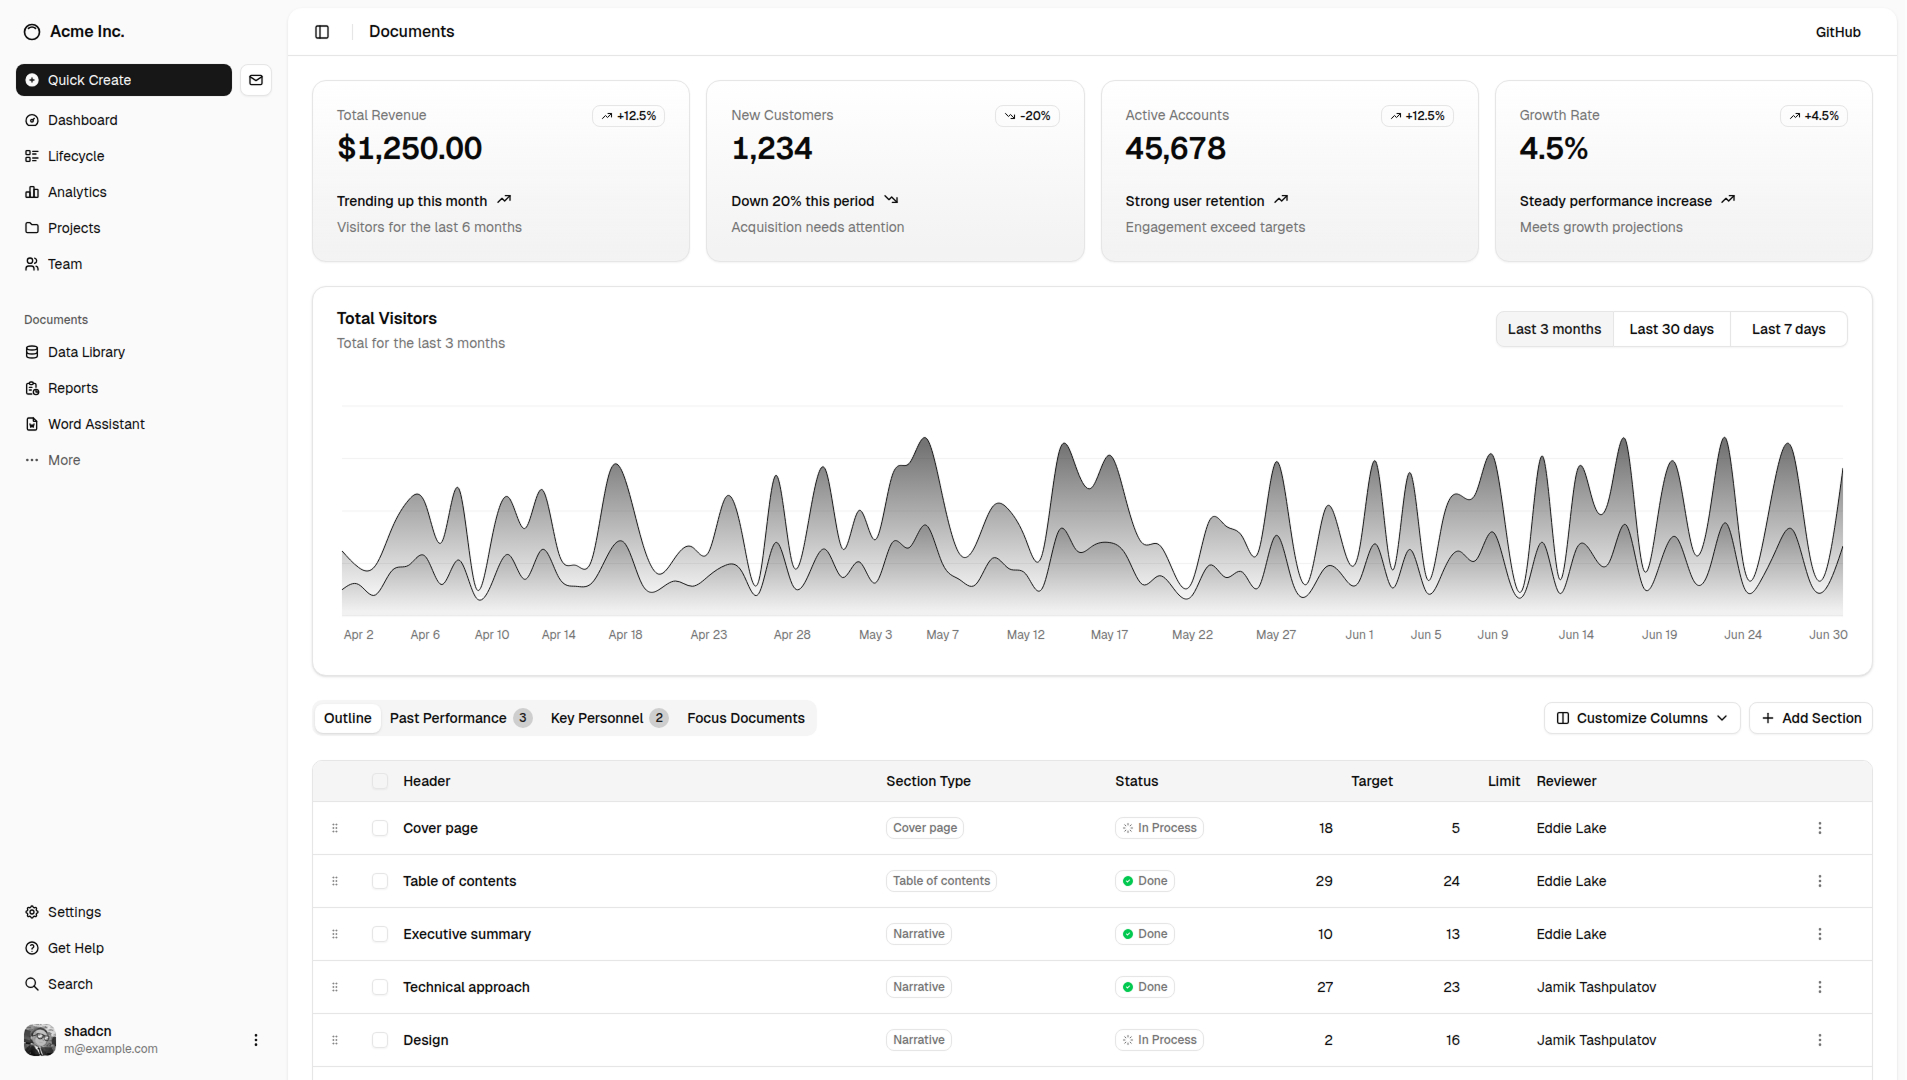 Acme Inc.
Quick Create
Dashboard
Lifecycle
Analytics
Projects
Team
Documents
Data Library
Reports
Word Assistant
More
Settings
Get Help
Search
shadcn
m@example.com
Documents
GitHub
Total Revenue
+12.5%
$1,250.00
Trending up this month
Visitors for the last 6 months
New Customers
-20%
1,234
Down 20% this period
Acquisition needs attention
Active Accounts
+12.5%
45,678
Strong user retention
Engagement exceed targets
Growth Rate
+4.5%
4.5%
Steady performance increase
Meets growth projections
Total Visitors
Total for the last 3 months
Last 3 months Last 30 days Last 7 days
Apr 2 Apr 6 Apr 10 Apr 14 Apr 18 Apr 23 Apr 28 May 3 May 7 May 12 May 17 May 22 May 27 Jun 1 Jun 5 Jun 9 Jun 14 Jun 19 Jun 24 Jun 30
Outline Past Performance 3 Key Personnel 2 Focus Documents
Customize Columns Add Section
Header Section Type Status Target Limit Reviewer
Cover page Cover page In Process 18 5 Eddie Lake
Table of contents Table of contents Done 29 24 Eddie Lake
Executive summary Narrative Done 10 13 Eddie Lake
Technical approach Narrative Done 27 23 Jamik Tashpulatov
Design Narrative In Process 2 16 Jamik Tashpulatov